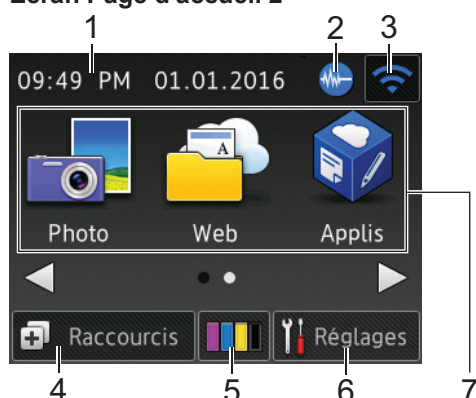 Écran Page d'accueil 2
1 2 3
09:49 PM 01.01.2016
A
Photo Web Applis
Raccourcis Réglages
4 5 6 7